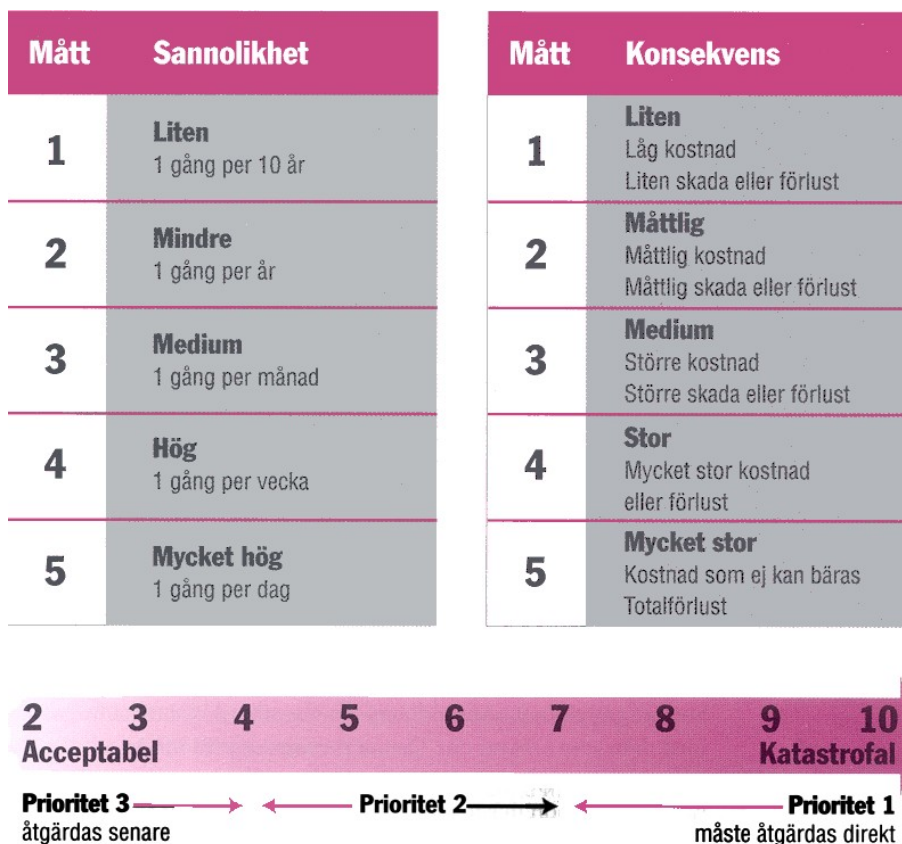 Mått Sannolikhet
1 Liten
1 gång per 10 år
2 Mindre
1 gång per år
3 Medium
1 gång per månad
4 Hög
1 gång per vecka
5 Mycket hög
1 gång per dag
Mått Konsekvens
1 Liten
Låg kostnad
Liten skada eller förlust
2 Måttlig
Måttlig kostnad
Måttlig skada eller förlust
3 Medium
Större kostnad
Större skada eller förlust
4 Stor
Mycket stor kostnad
eller förlust
5 Mycket stor
Kostnad som ej kan bäras
Totalförlust
2 3 4 5 6 7 8 9 10
Acceptabel Katastrofal
Prioritet 3 Prioritet 2 Prioritet 1
åtgärdas senare måste åtgärdas direkt